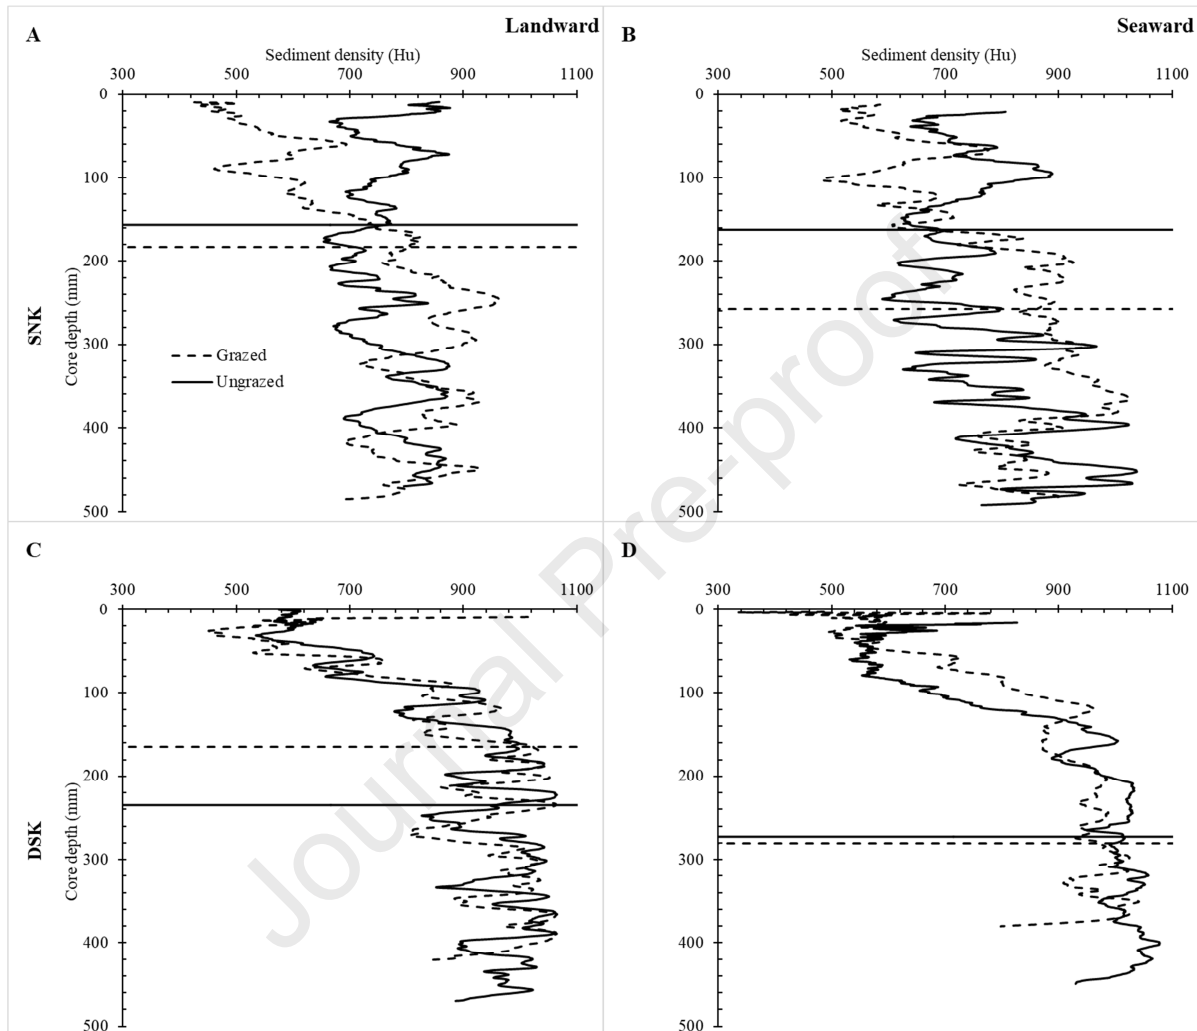 A
Landward
Sediment density (Hu)
300 500 700 900 1100
0
100
200
300
400
500
SNK
Core depth (mm)
Grazed
Ungrazed
B
Seaward
Sediment density (Hu)
300 500 700 900 1100
0
100
200
300
400
500
C
300 500 700 900 1100
0
100
200
300
400
500
DSK
Core depth (mm)
D
300 500 700 900 1100
0
100
200
300
400
500
Journal Pre-proof